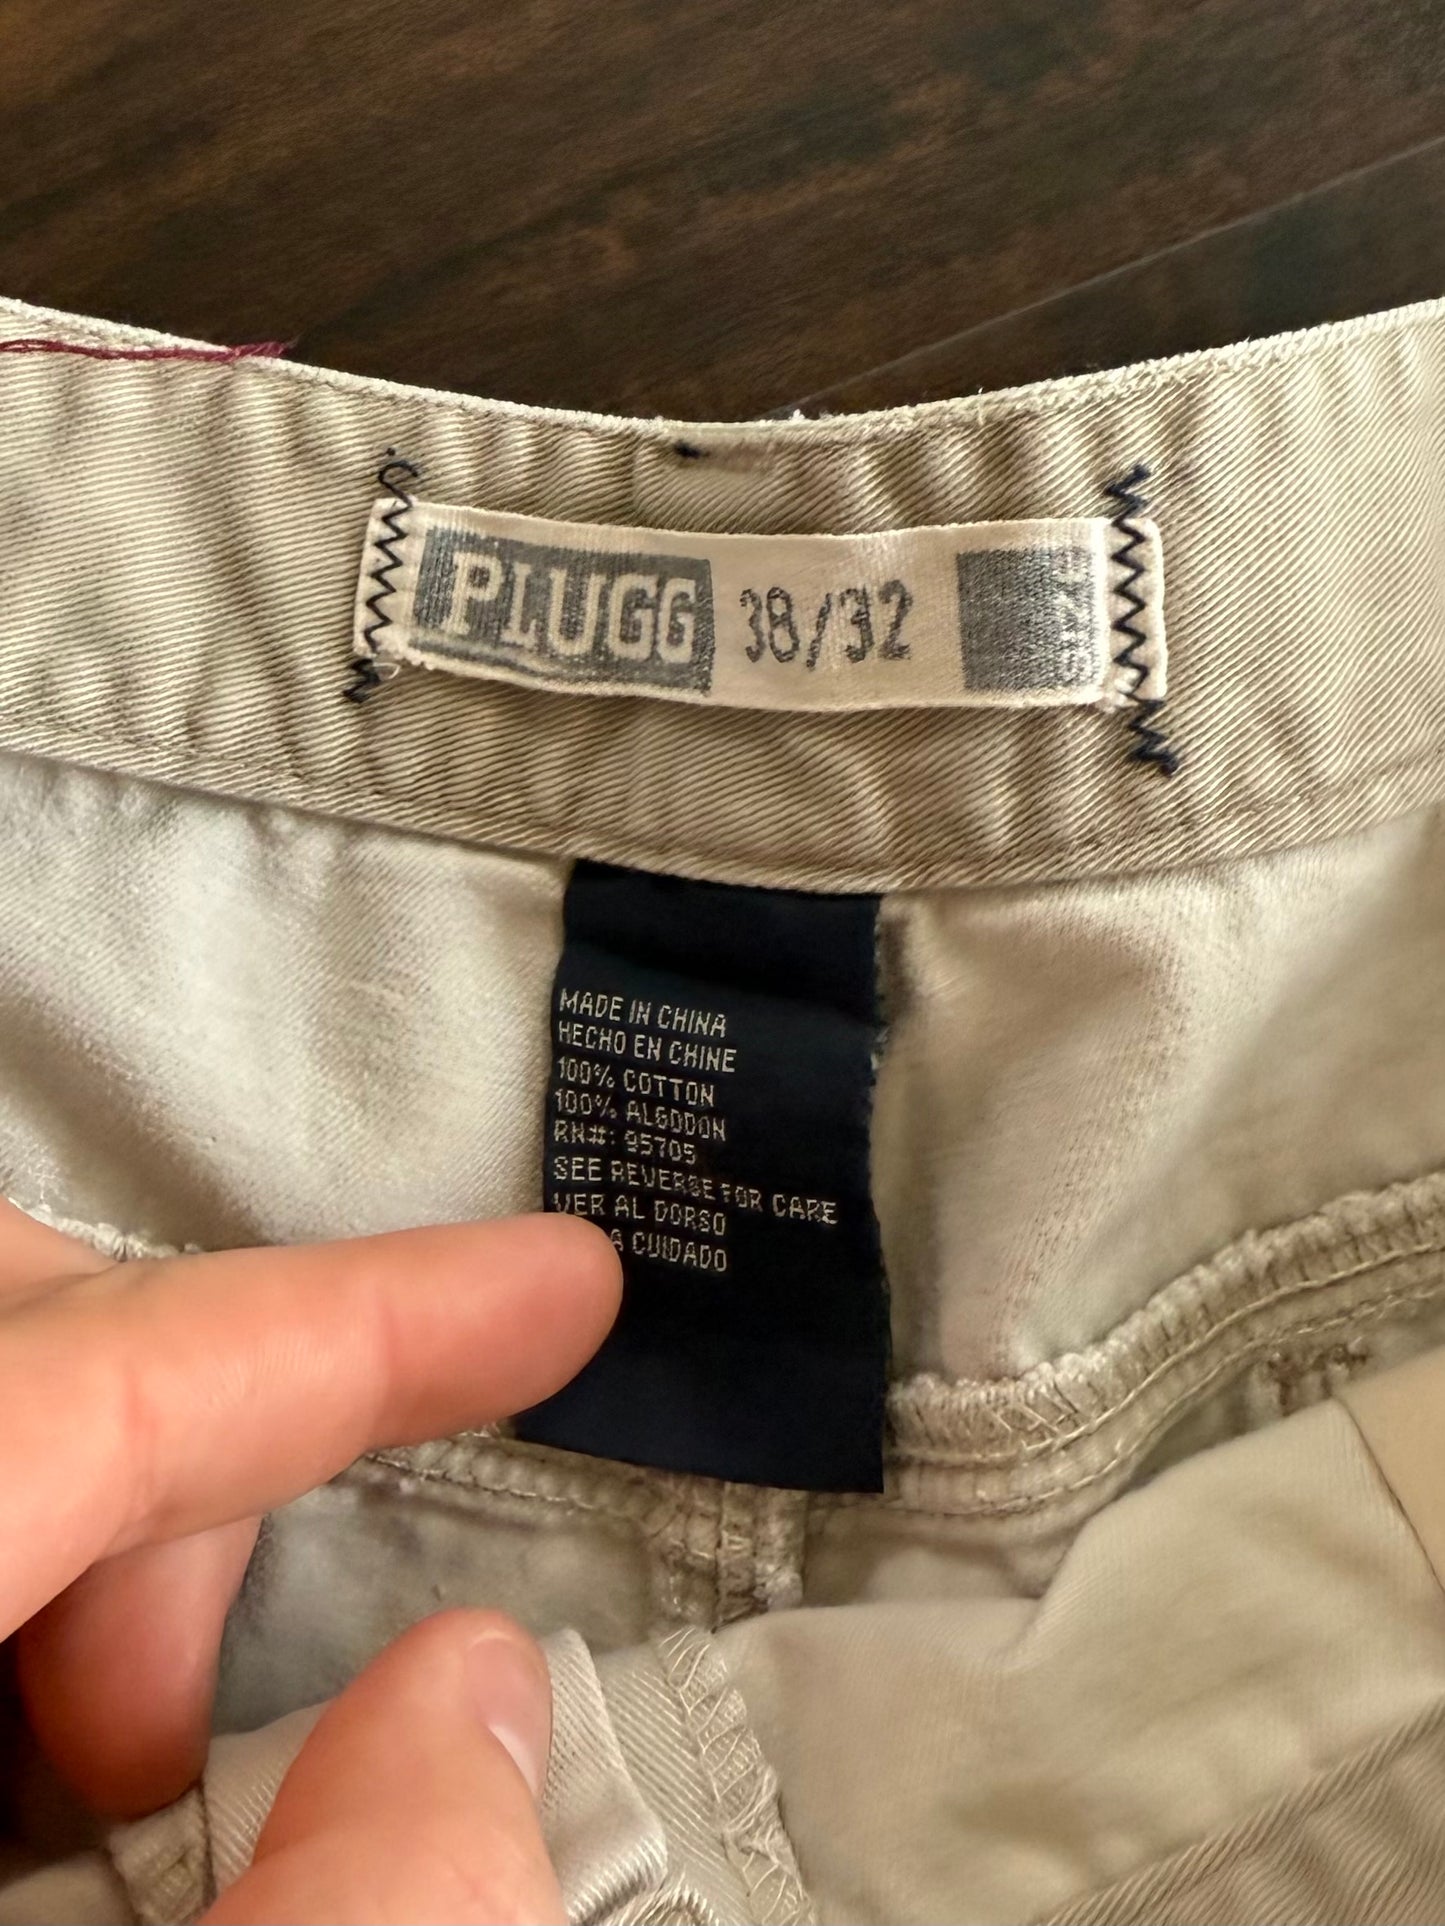 PLUGG 38/32 SIZE
MADE IN CHINA
HECHO EN CHINE
100% COTTON
100% ALGODON
RN#: 95705
SEE REVERSE FOR CARE
VER AL DORSO
A CUIDADO